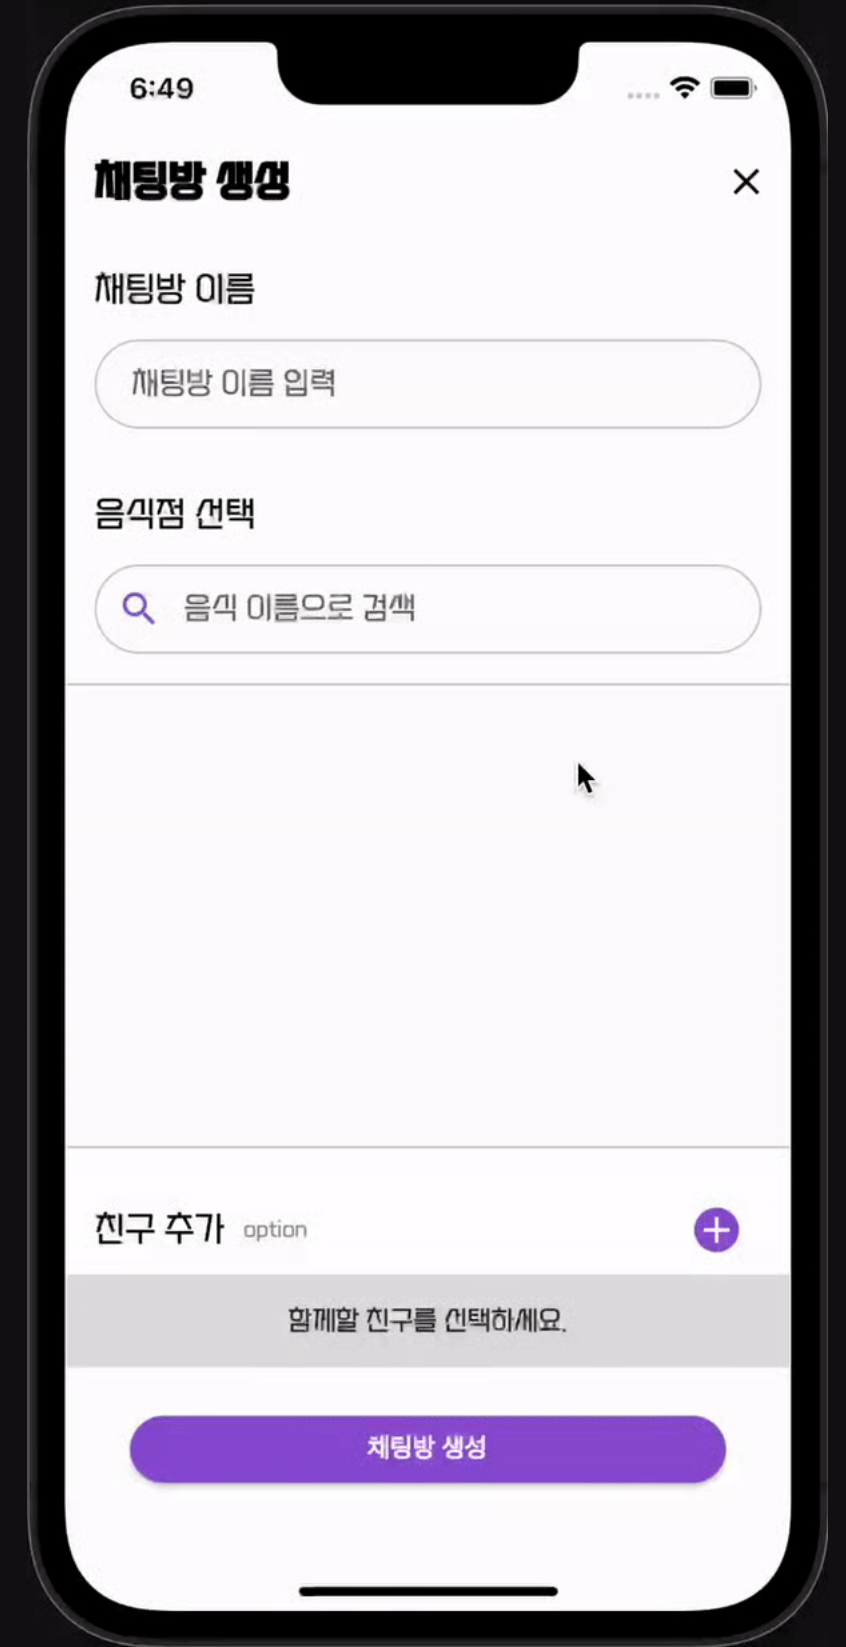 6:49
채팅방 생성
채팅방 이름
채팅방 이름 입력
음식점 선택
음식 이름으로 검색
친구 추가 option
함께할 친구를 선택하세요.
채팅방 생성